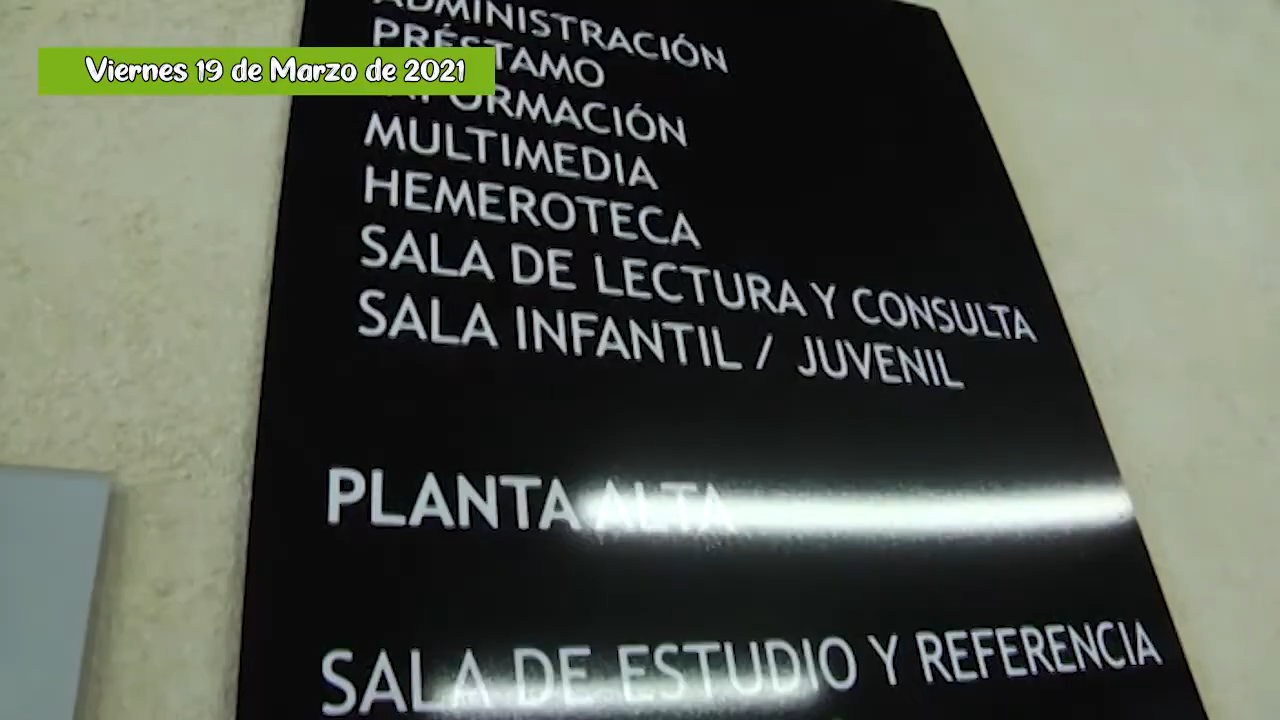 ADMINISTRACIÓN
PRÉSTAMO
Viernes 19 de Marzo de 2021
INFORMACIÓN
MULTIMEDIA
HEMEROTECA
SALA DE LECTURA Y CONSULTA
SALA INFANTIL / JUVENIL
PLANTA ALTA
SALA DE ESTUDIO Y REFERENCIA